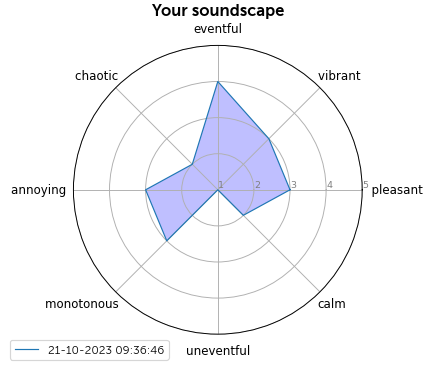 Your soundscape
eventful
chaotic
vibrant
annoying
1
2
3
4
5
pleasant
monotonous
calm
uneventful
21-10-2023 09:36:46